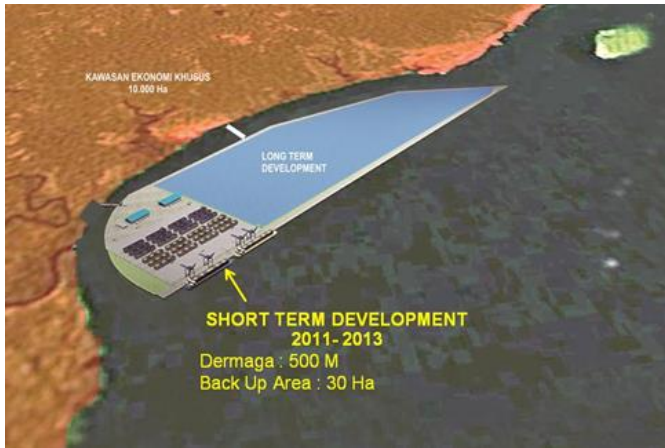 KAWASAN EKONOMI KHUSUS
10.000 Ha
LONG TERM
DEVELOPMENT
SHORT TERM DEVELOPMENT
2011- 2013
Dermaga : 500 M
Back Up Area : 30 Ha